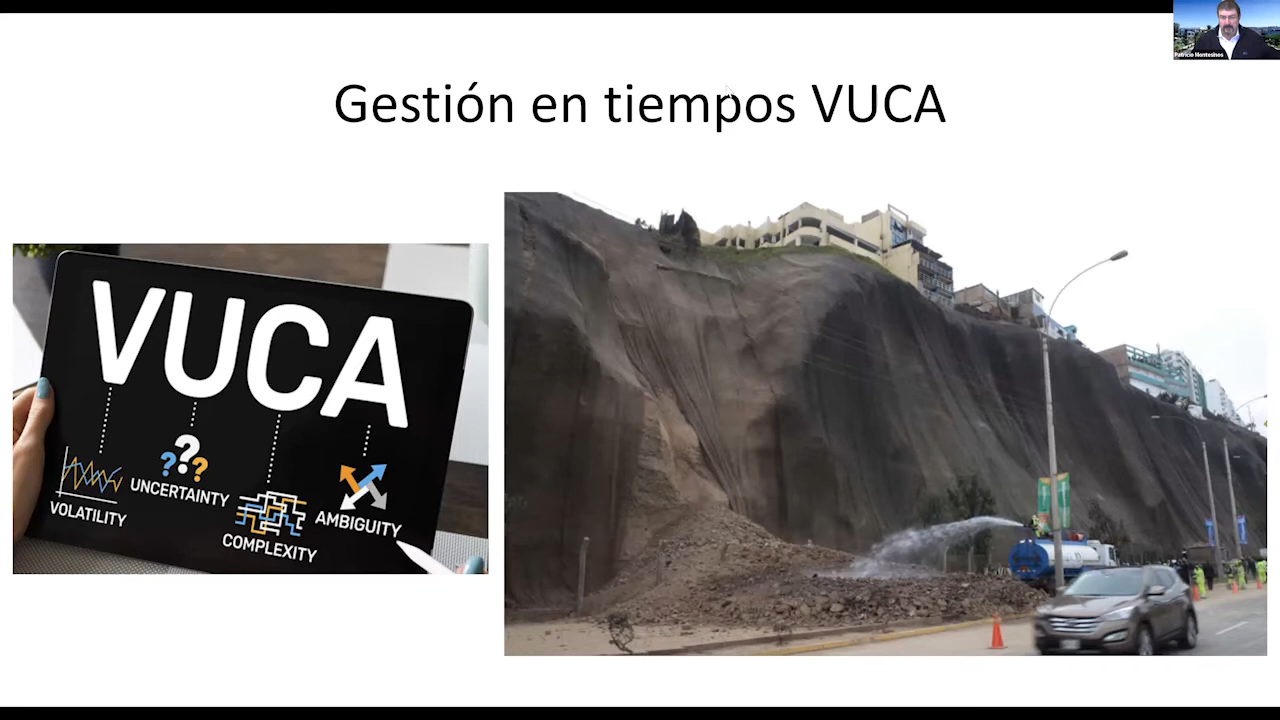 Patricio Montesinos
Gestión en tiempos VUCA
VUCA
VOLATILITY
UNCERTAINTY
COMPLEXITY
AMBIGUITY